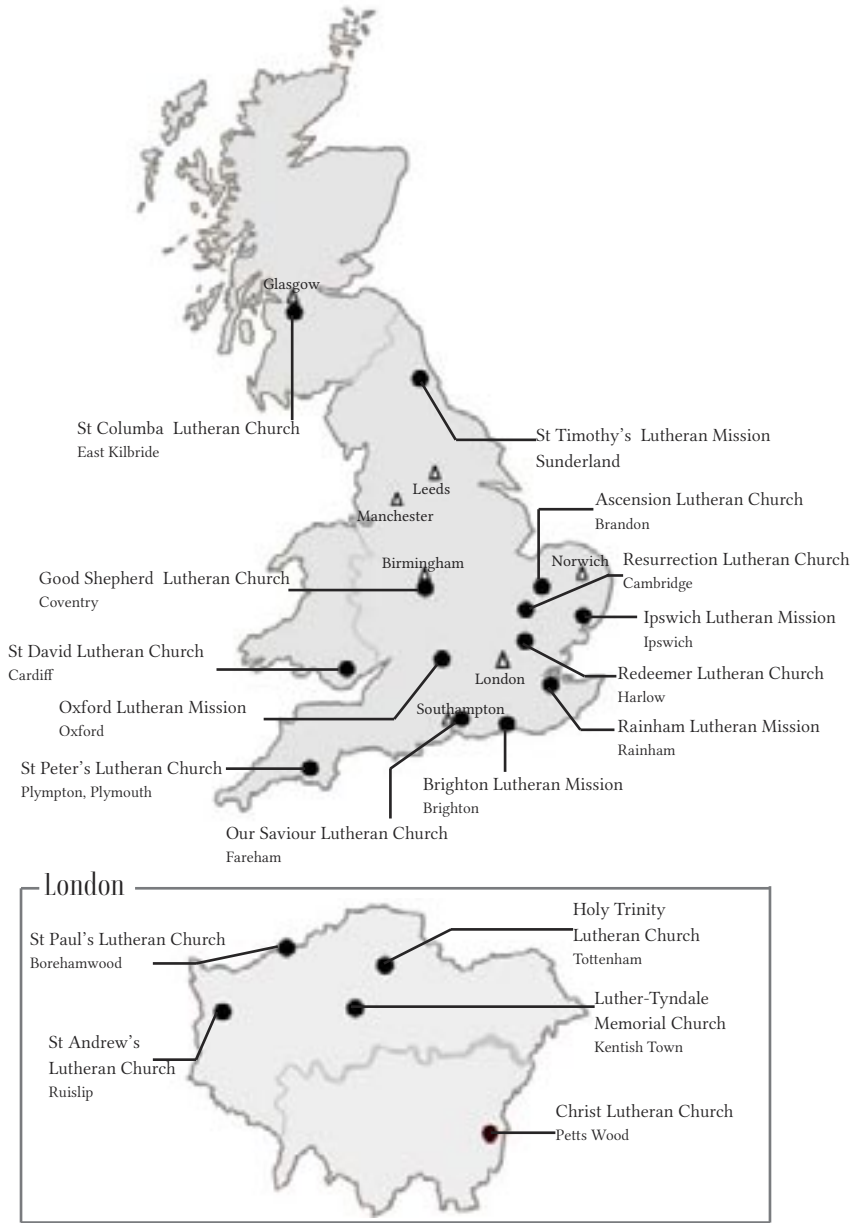 Glasgow
St Columba Lutheran Church
East Kilbride
St Timothy's Lutheran Mission
Sunderland
Leeds
Manchester
Ascension Lutheran Church
Brandon
Birmingham
Norwich
Resurrection Lutheran Church
Cambridge
Good Shepherd Lutheran Church
Coventry
Ipswich Lutheran Mission
Ipswich
St David Lutheran Church
Cardiff
London
Redeemer Lutheran Church
Harlow
Oxford Lutheran Mission
Oxford
Southampton
Rainham Lutheran Mission
Rainham
St Peter's Lutheran Church
Plympton, Plymouth
Brighton Lutheran Mission
Brighton
Our Saviour Lutheran Church
Fareham
London
St Paul's Lutheran Church
Borehamwood
Holy Trinity
Lutheran Church
Tottenham
Luther-Tyndale
Memorial Church
Kentish Town
St Andrew's
Lutheran Church
Ruislip
Christ Lutheran Church
Petts Wood